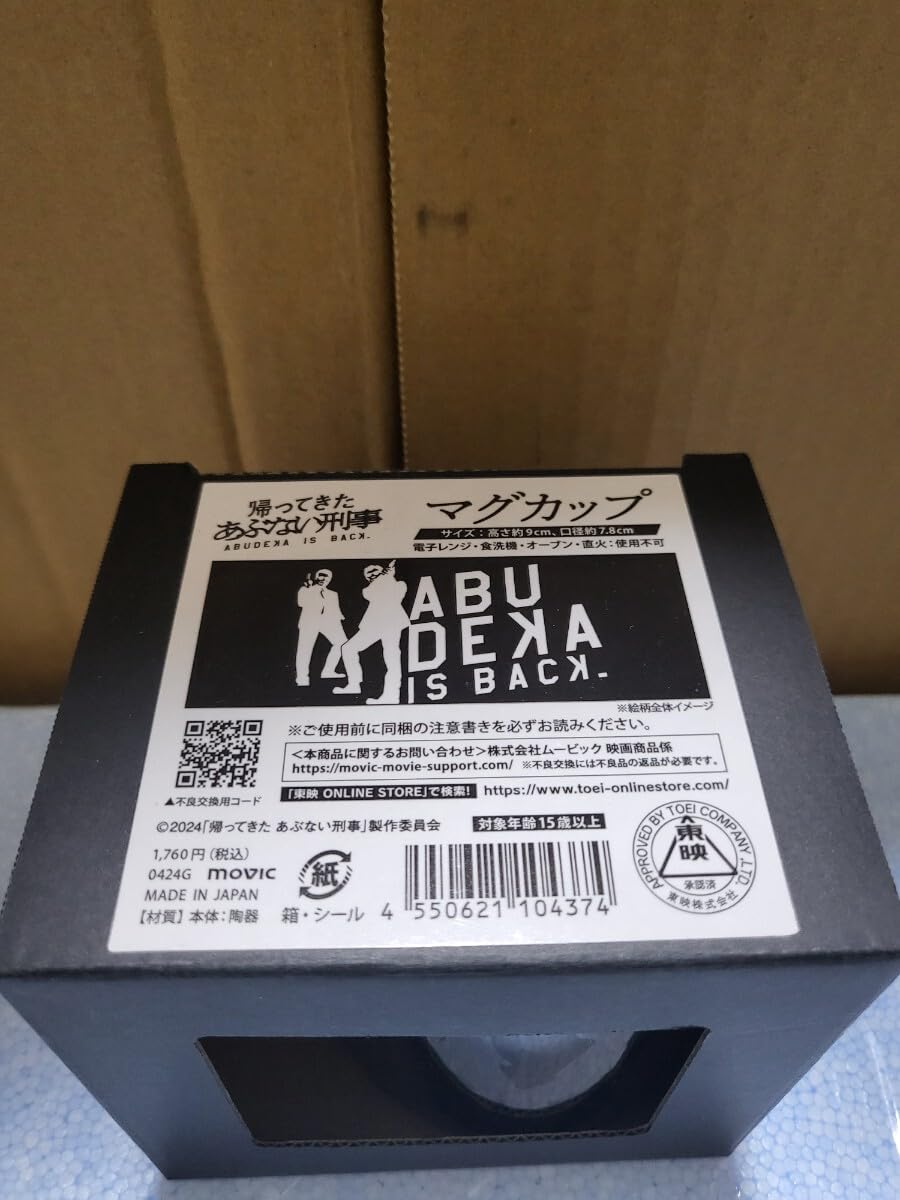 帰ってきた
あぶない刑事
ABUDEKA IS BACK.
マグカップ
サイズ：高さ約9cm、口径約7.8cm
電子レンジ・食洗機・オーブン・直火：使用不可
ABU
DEKA
IS BACK.
※絵柄全体イメージ
※ご使用前に同梱の注意書きを必ずお読みください。
＜本商品に関するお問い合わせ＞株式会社ムービック 映画商品係
https://movic-movie-support.com/ ※不良交換には不良品の返品が必要です。
▲不良交換用コード
「東映 ONLINE STORE」で検索! https://www.toei-onlinestore.com/
©2024「帰ってきた あぶない刑事」製作委員会
対象年齢15歳以上
1,760円（税込）
0424G movic
MADE IN JAPAN
【材質】本体：陶器
紙
箱・シール
4 550621 104374
APPROVED BY TOEI COMPANY, LTD.
東映
承認済
東映株式会社